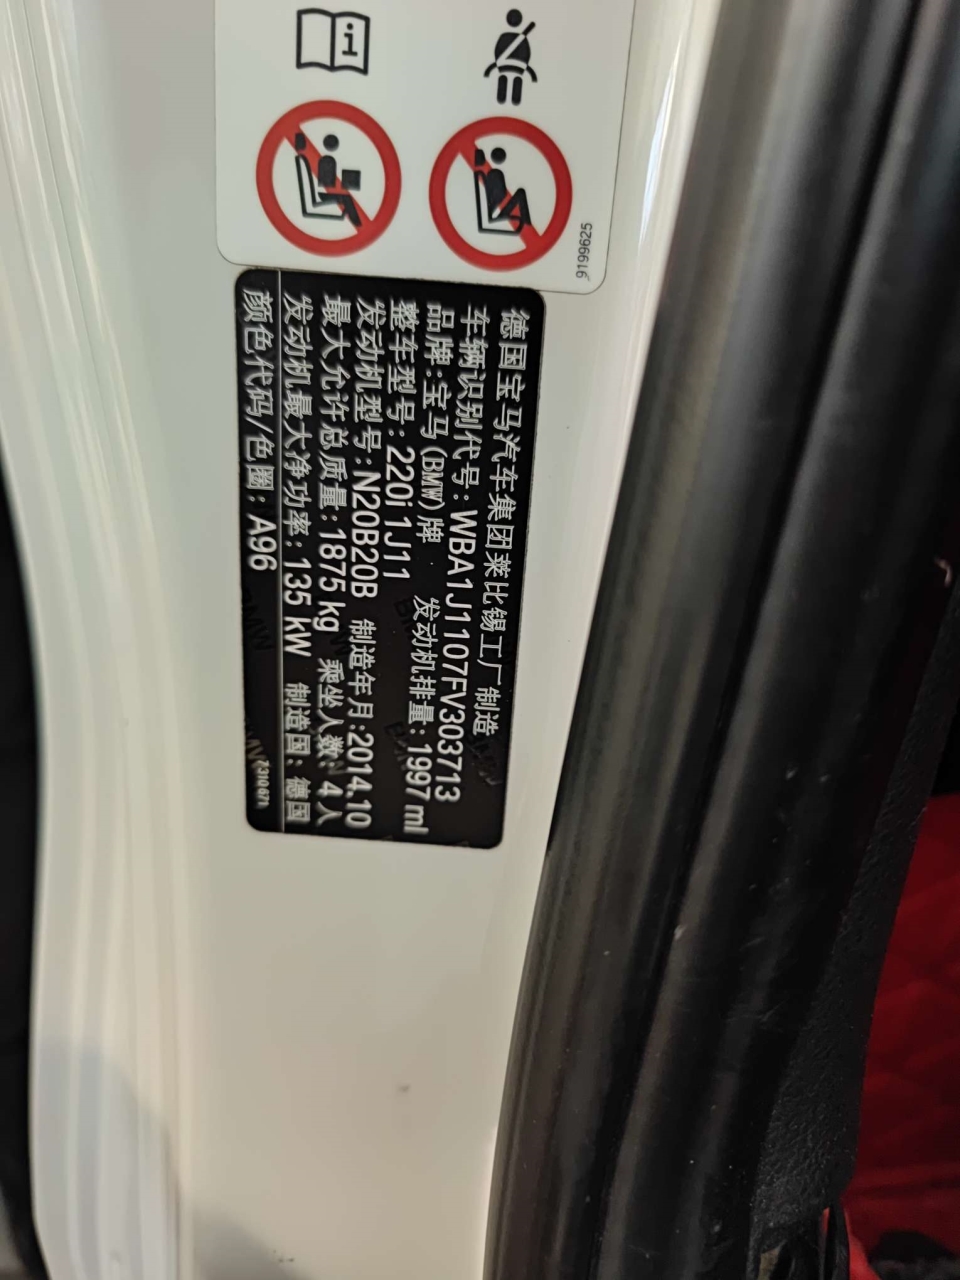 9199625
德国宝马汽车集团莱比锡工厂制造
车辆识别代号: WBA1J1107FV303713
品牌:宝马(BMW)牌 发动机排量: 1997 ml
整车型号: 220i 1J11
发动机型号:N20B20B 制造年月:2014.10
最大允许总质量:1875 kg 乘坐人数: 4 人
发动机最大净功率: 135 kW 制造国: 德国
颜色代码/色圈: A96 7310671